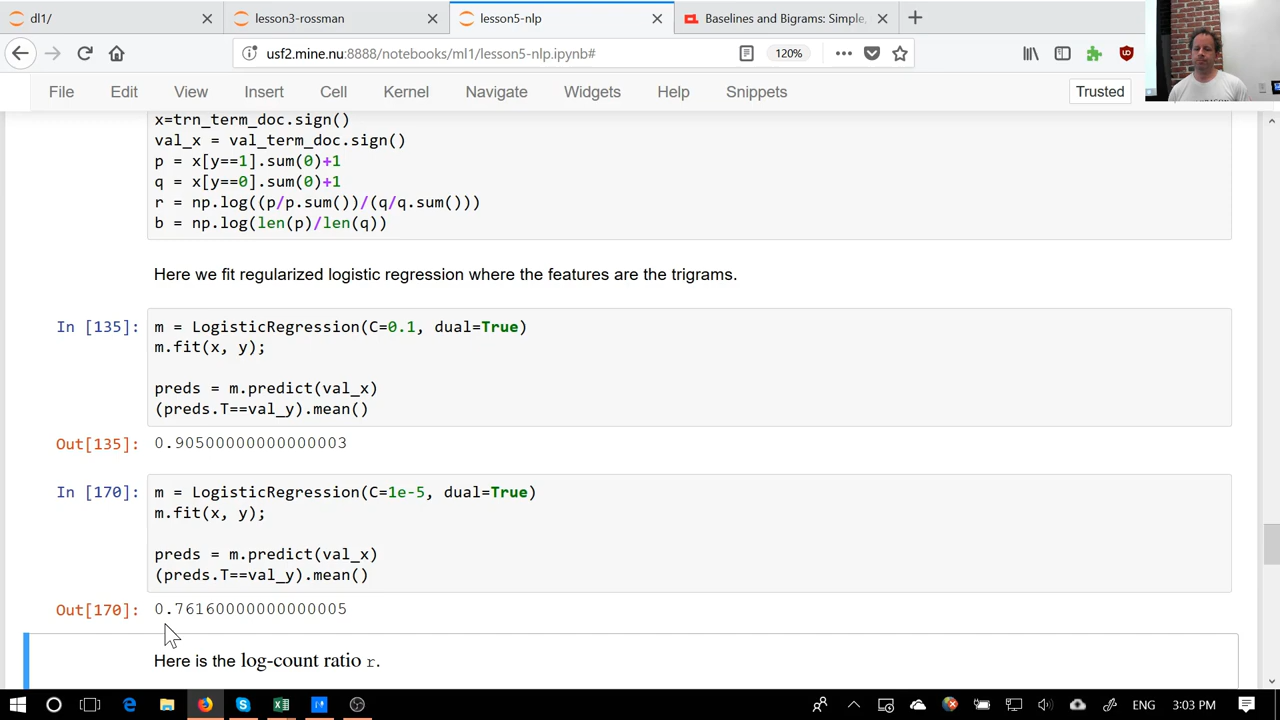 dl1/
lesson3-rossman
lesson5-nlp
Baselines and Bigrams: Simple,
usf2.mine.nu:8888/notebooks/ml1/lesson5-nlp.ipynb#
120%
File Edit View Insert Cell Kernel Navigate Widgets Help Snippets Trusted
x=trn_term_doc.sign()
val_x = val_term_doc.sign()
p = x[y==1].sum(0)+1
q = x[y==0].sum(0)+1
r = np.log((p/p.sum())/(q/q.sum()))
b = np.log(len(p)/len(q))
Here we fit regularized logistic regression where the features are the trigrams.
In [135]: m = LogisticRegression(C=0.1, dual=True)
m.fit(x, y);
preds = m.predict(val_x)
(preds.T==val_y).mean()
Out[135]: 0.90500000000000003
In [170]: m = LogisticRegression(C=1e-5, dual=True)
m.fit(x, y);
preds = m.predict(val_x)
(preds.T==val_y).mean()
Out[170]: 0.76160000000000005
Here is the log-count ratio r.
ENG 3:03 PM